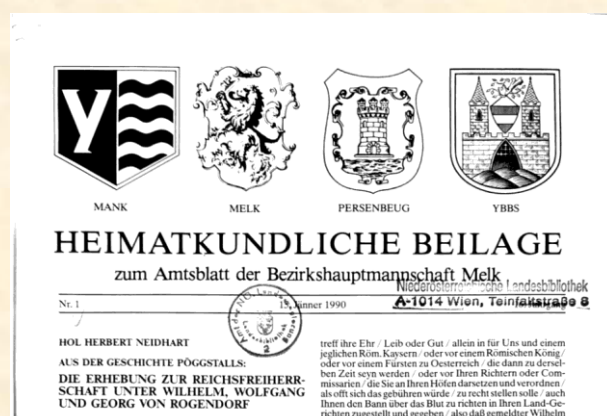 Y
MANK
MELK
PERSENBEUG
YBBS
HEIMATKUNDLICHE BEILAGE
zum Amtsblatt der Bezirkshauptmannschaft Melk
Niederösterreichische Landesbibliothek
A-1014 Wien, Teinfaltstraße 8
Nr. 1
15. Jänner 1990
2
HOL HERBERT NEIDHART
AUS DER GESCHICHTE PÖGGSTALLS:
DIE ERHEBUNG ZUR REICHSFREIHERR-
SCHAFT UNTER WILHELM, WOLFGANG
UND GEORG VON ROGENDORF
treff ihre Ehr / Leib oder Gut / allein in für Uns und einem
jeglichen Röm. Kaysern / oder vor einem Römischen König /
oder vor einem Fürsten zu Oesterreich / die dann zu dersel-
ben Zeit seyn werden / oder vor Ihren Richtern oder Com-
missarien / die Sie an Ihren Höfen darsetzen und verordnen /
als offt sich das gebühren würde / zu recht stellen solle / auch
Ihnen den Bann über das Blut zu richten in Ihren Land-Ge-
richten zugestellt und gegeben / also daß gemelter Wilhelm